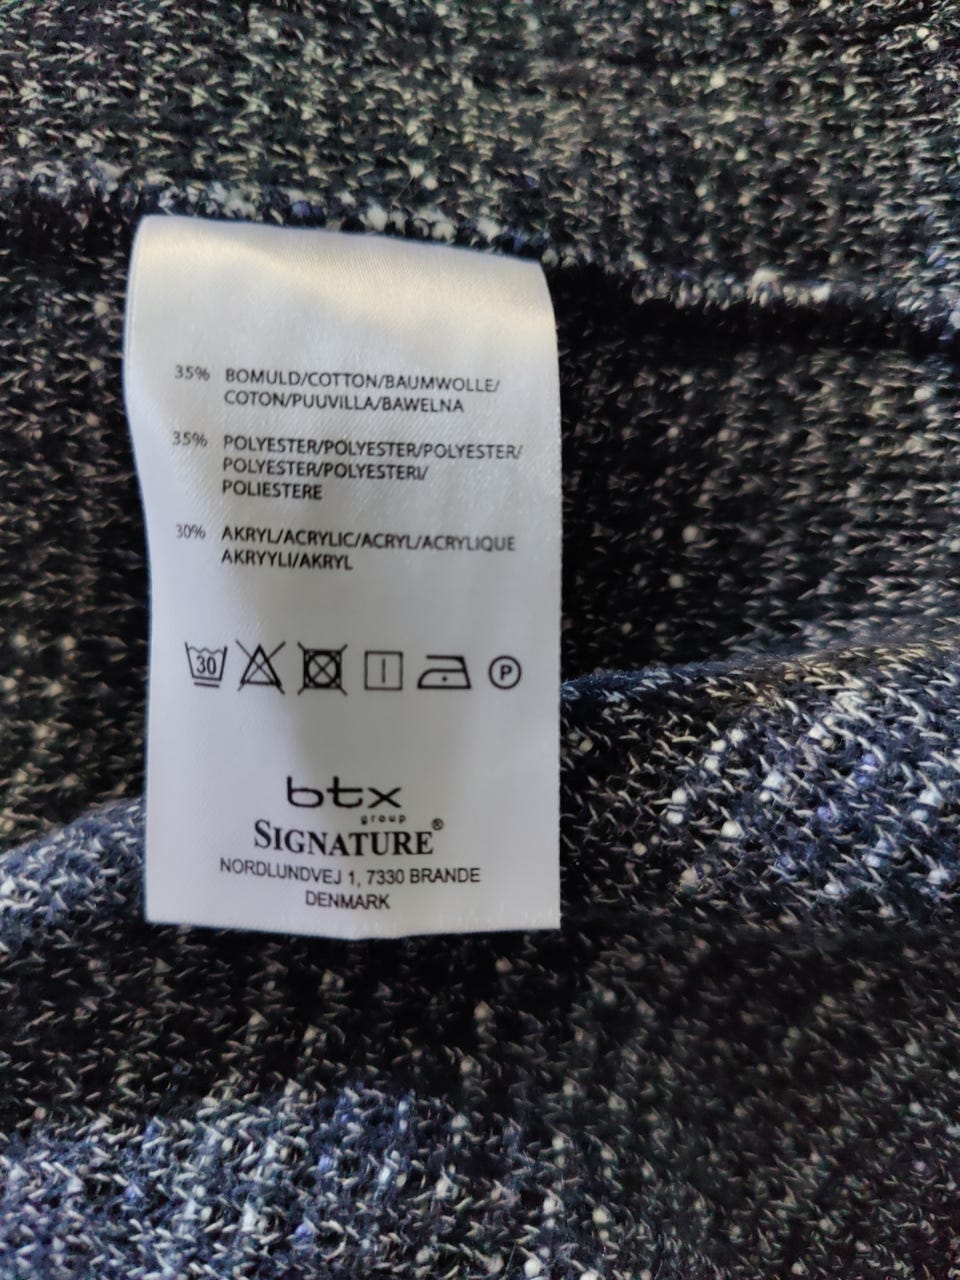 35% BOMULD/COTTON/BAUMWOLLE/
COTON/PUUVILLA/BAWELNA
35% POLYESTER/POLYESTER/POLYESTER/
POLYESTER/POLYESTERI/
POLIESTERE
30% AKRYL/ACRYLIC/ACRYL/ACRYLIQUE
AKRYYLI/AKRYL
30
P
btx
group
SIGNATURE®
NORDLUNDVEJ 1, 7330 BRANDE
DENMARK